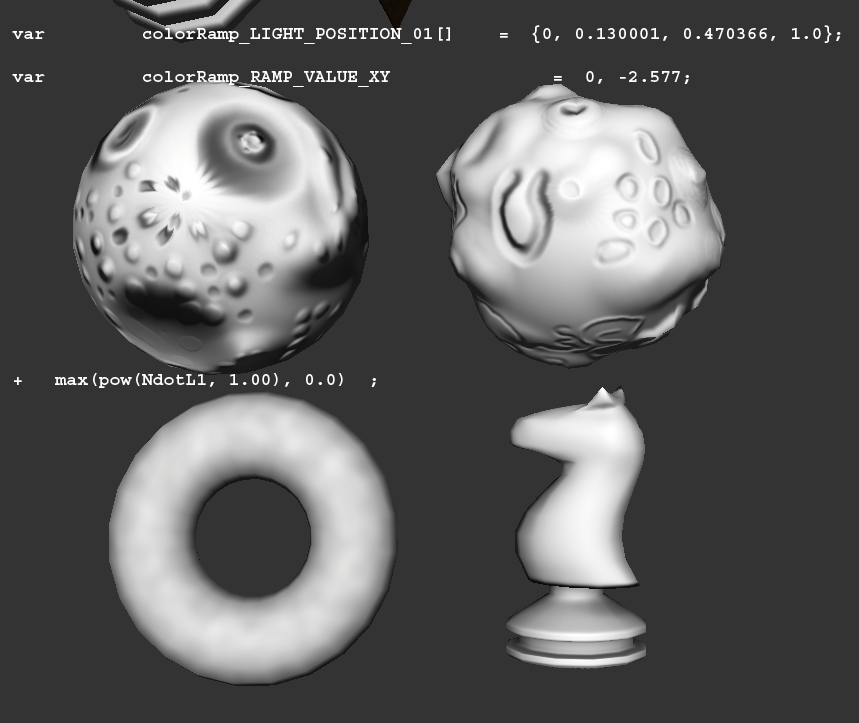 var colorRamp_LIGHT_POSITION_01[] = {0, 0.130001, 0.470366, 1.0};
var colorRamp_RAMP_VALUE_XY = 0, -2.577;
+ max(pow(NdotL1, 1.00), 0.0) ;